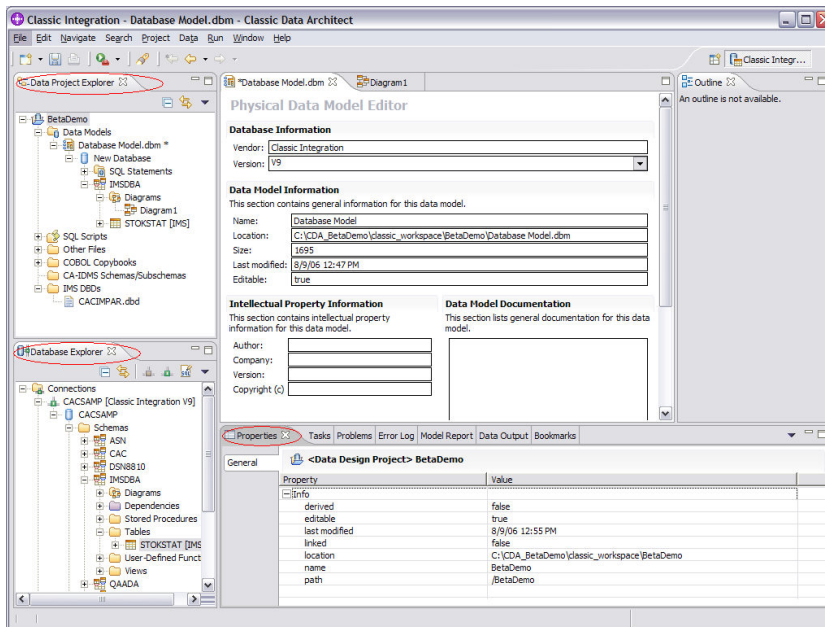 Classic Integration - Database Model.dbm - Classic Data Architect
File Edit Navigate Search Project Data Run Window Help
Classic Integr...
Data Project Explorer
BetaDemo
Data Models
Database Model.dbm *
New Database
SQL Statements
IMSDBA
Diagrams
Diagram1
STOKSTAT [IMS]
SQL Scripts
Other Files
COBOL Copybooks
CA-IDMS Schemas/Subschemas
IMS DBDs
CACIMPAR.dbd
Database Explorer
Connections
CACSAMP [Classic Integration V9]
CACSAMP
Schemas
ASN
CAC
DSN8810
IMSDBA
Diagrams
Dependencies
Stored Procedures
Tables
STOKSTAT [IMS
User-Defined Funct
Views
QAADA
*Database Model.dbm Diagram1
Physical Data Model Editor
Database Information
Vendor: Classic Integration
Version: V9
Data Model Information
This section contains general information for this data model.
Name: Database Model
Location: C:\CDA_BetaDemo\classic_workspace\BetaDemo\Database Model.dbm
Size: 1695
Last modified: 8/9/06 12:47 PM
Editable: true
Intellectual Property Information
This section contains intellectual property
information for this data model.
Author:
Company:
Version:
Copyright (c)
Data Model Documentation
This section lists general documentation for this data
model.
Outline
An outline is not available.
Properties Tasks Problems Error Log Model Report Data Output Bookmarks
General
<Data Design Project> BetaDemo
Property Value
Info
derived false
editable true
last modified 8/9/06 12:55 PM
linked false
location C:\CDA_BetaDemo\classic_workspace\BetaDemo
name BetaDemo
path /BetaDemo